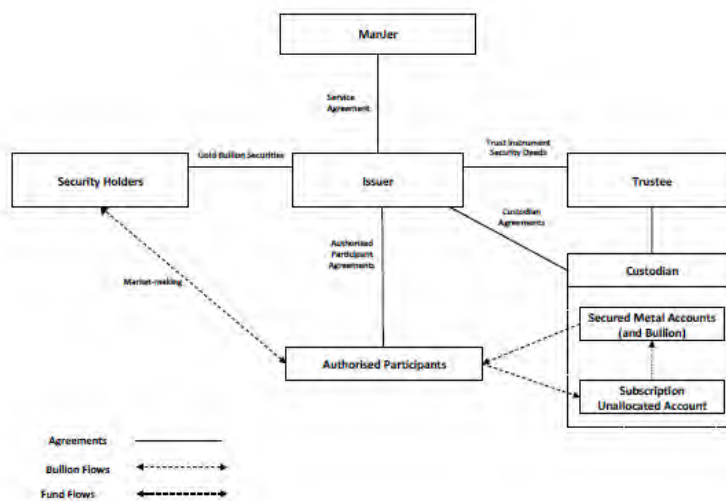 ManJer
Service
Agreement
Gold Bullion Securities
Trust Instrument
Security Deeds
Security Holders
Issuer
Trustee
Custodian
Agreements
Authorised
Participant
Agreements
Custodian
Market-making
Secured Metal Accounts
(and Bullion)
Authorised Participants
Subscription
Unallocated Account
Agreements
Bullion Flows
Fund Flows